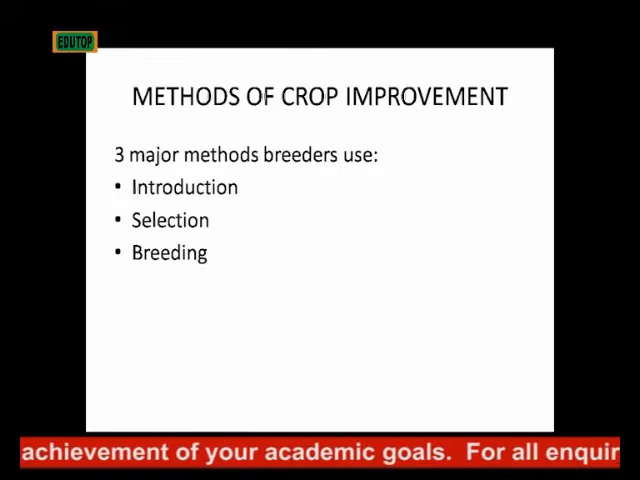 EDUTOP
METHODS OF CROP IMPROVEMENT
3 major methods breeders use:
• Introduction
• Selection
• Breeding
achievement of your academic goals.  For all enquir